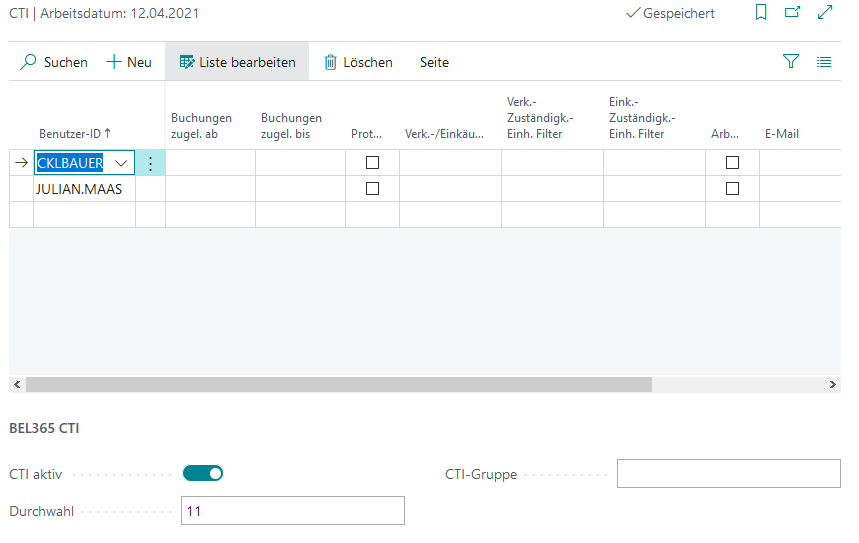 CTI | Arbeitsdatum: 12.04.2021
Gespeichert
Suchen
Neu
Liste bearbeiten
Löschen
Seite
Benutzer-ID ↑
Buchungen
zugel. ab
Buchungen
zugel. bis
Prot...
Verk.-/Einkäu...
Verk.-
Zuständigk.-
Einh. Filter
Eink.-
Zuständigk.-
Einh. Filter
Arb...
E-Mail
CKLBAUER
JULIAN.MAAS
BEL365 CTI
CTI aktiv
CTI-Gruppe
Durchwahl
11